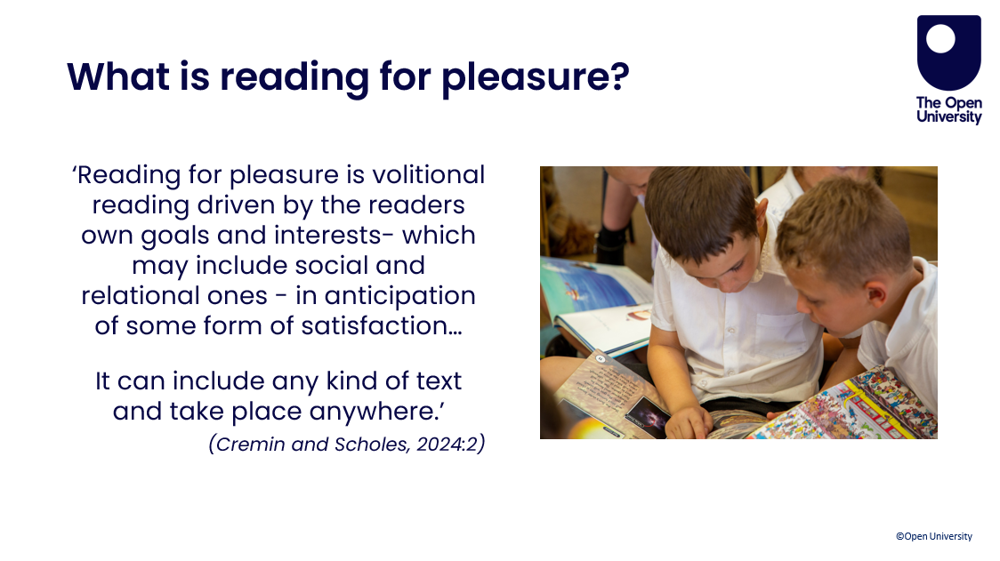 What is reading for pleasure?
The Open
University
‘Reading for pleasure is volitional
reading driven by the readers
own goals and interests- which
may include social and
relational ones - in anticipation
of some form of satisfaction…
It can include any kind of text
and take place anywhere.’
(Cremin and Scholes, 2024:2)
©Open University